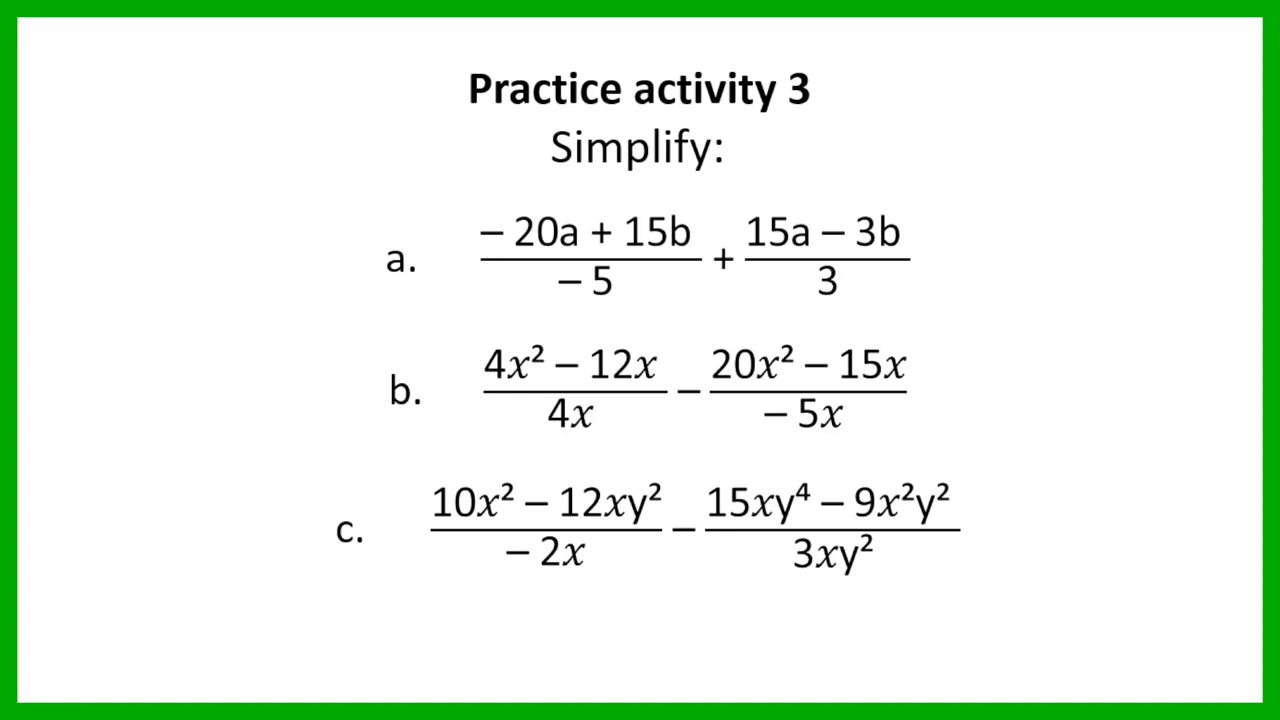 Practice activity 3
Simplify:
a. – 20a + 15b / – 5 + 15a – 3b / 3
b. 4x² – 12x / 4x – 20x² – 15x / – 5x
c. 10x² – 12xy² / – 2x – 15xy⁴ – 9x²y² / 3xy²